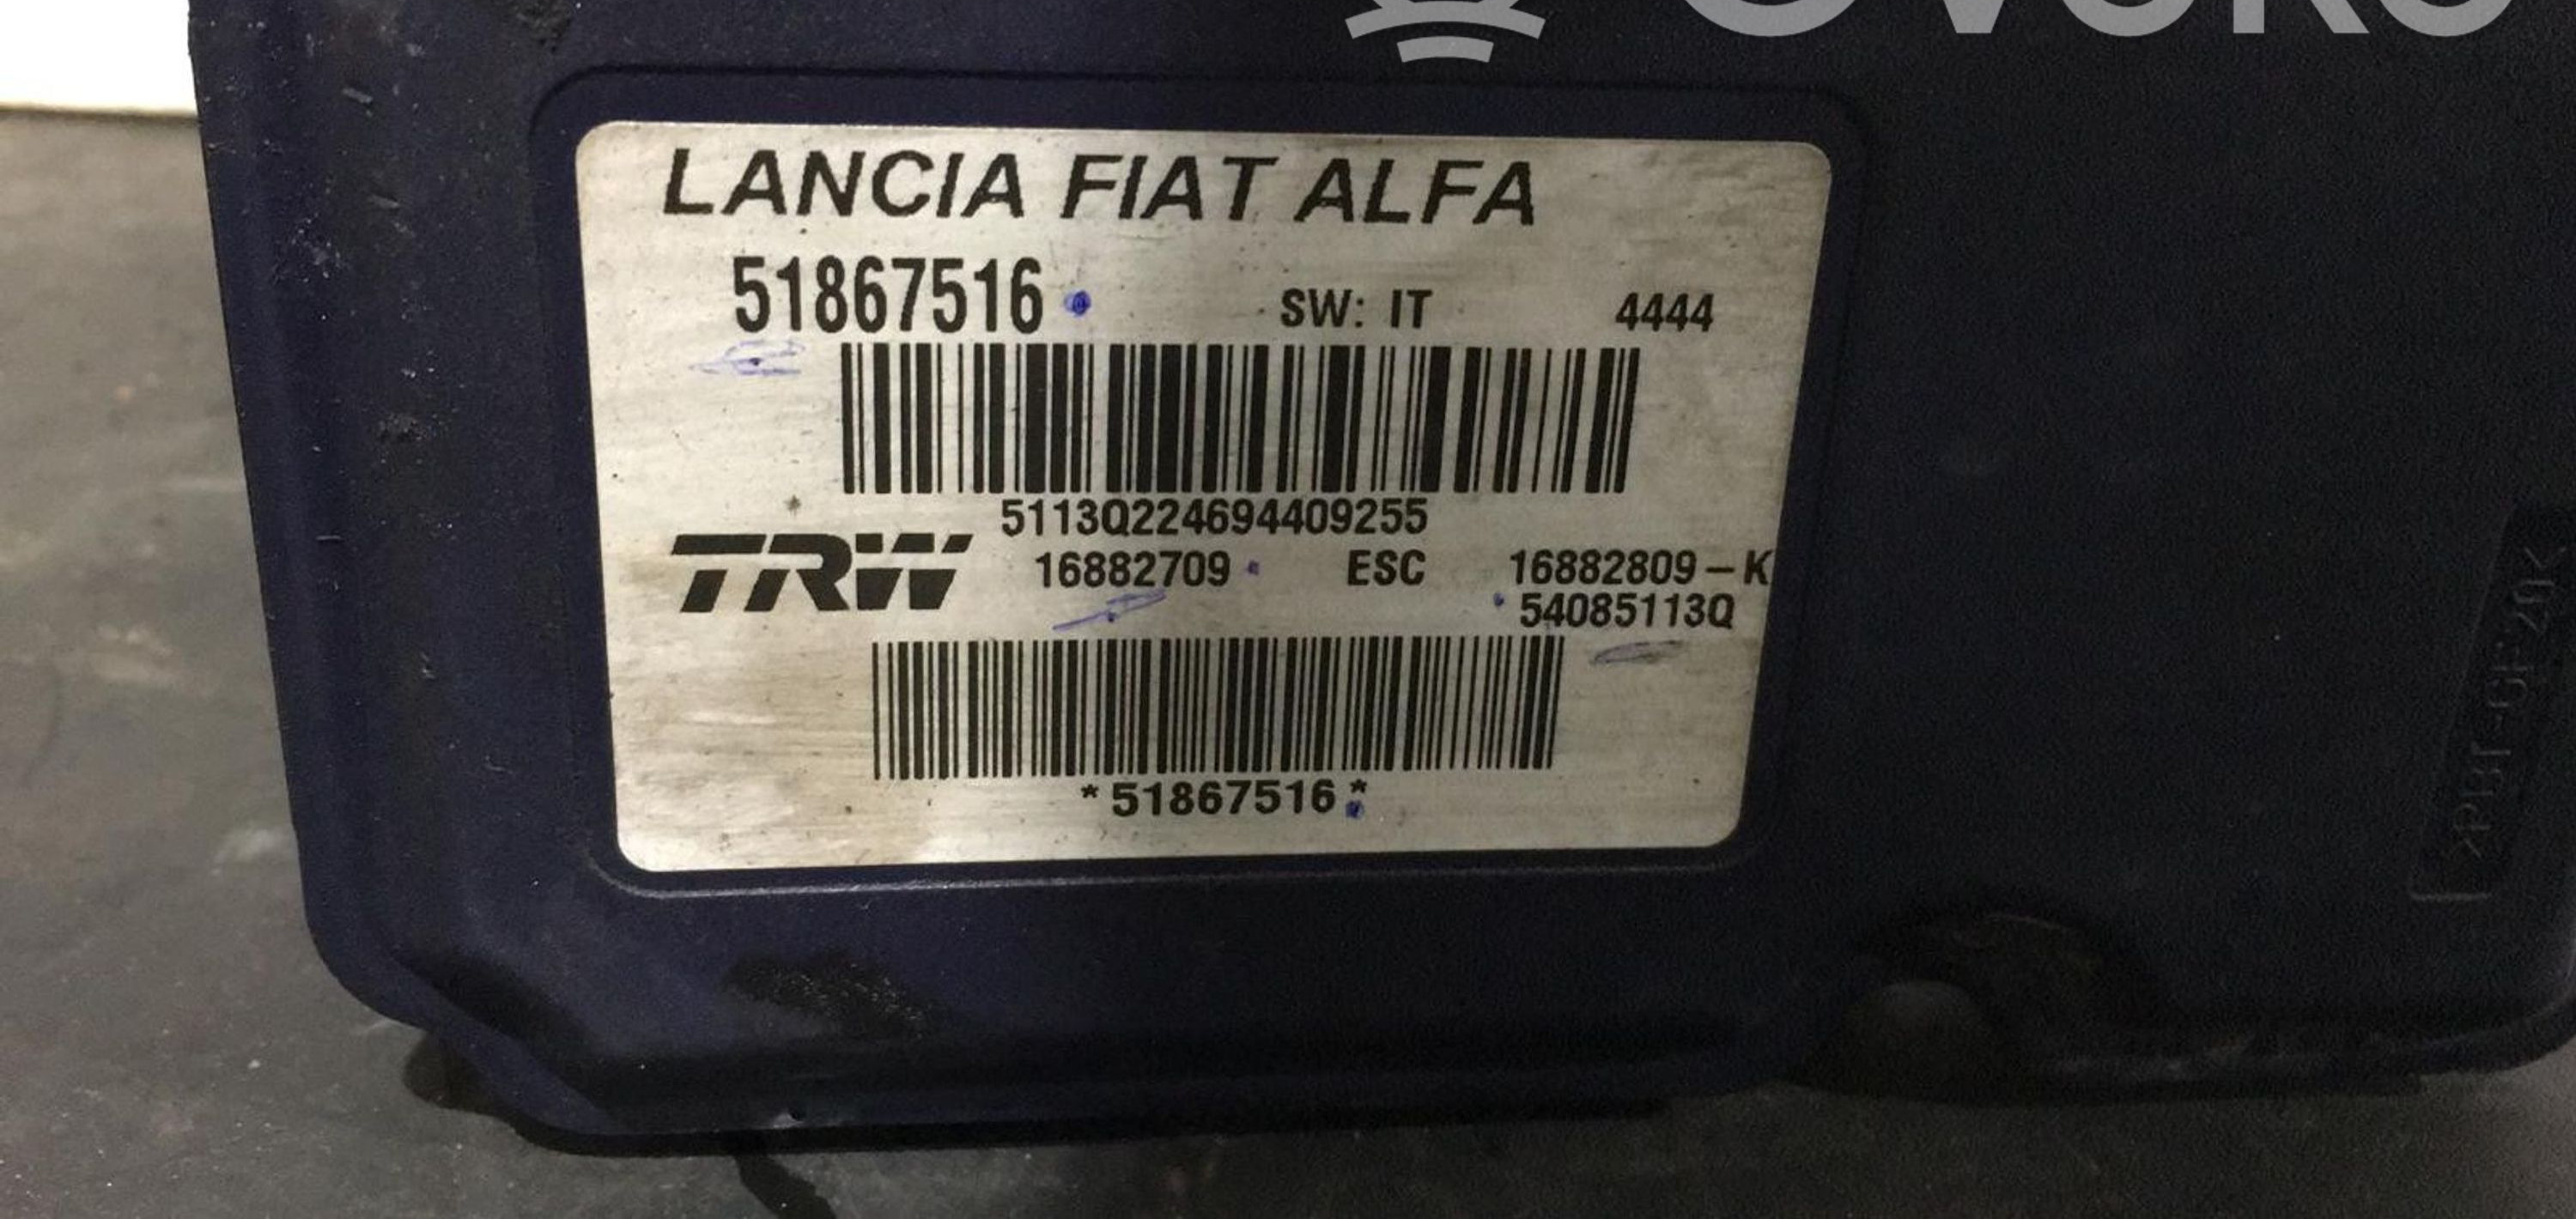 LANCIA FIAT ALFA
51867516 SW: IT 4444
5113Q224694409255
TRW 16882709 ESC 16882809-K
54085113Q
*51867516*